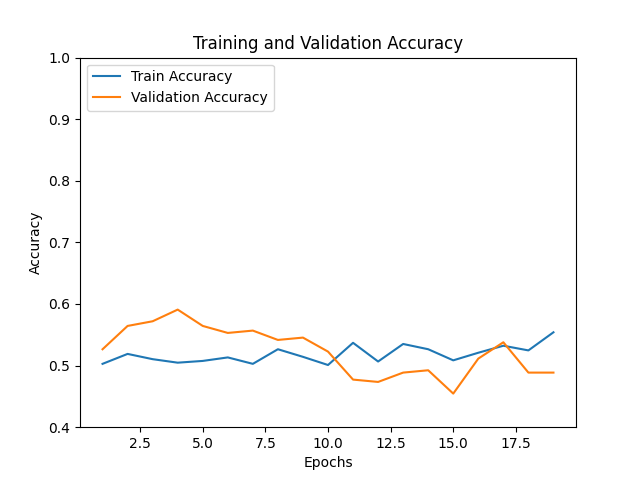 Training and Validation Accuracy
1.0
Train Accuracy
Validation Accuracy
0.9
0.8
0.7
0.6
0.5
0.4
Accuracy
2.5 5.0 7.5 10.0 12.5 15.0 17.5
Epochs